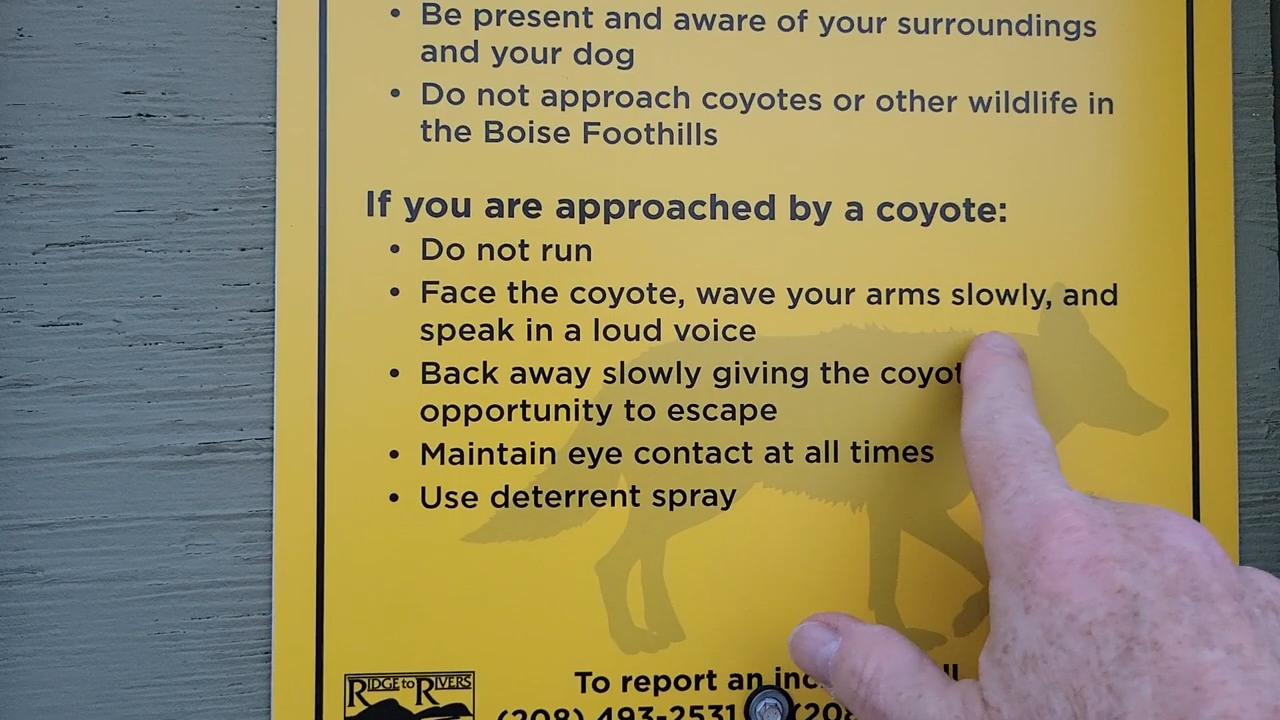 • Be present and aware of your surroundings
and your dog
• Do not approach coyotes or other wildlife in
the Boise Foothills
If you are approached by a coyote:
• Do not run
• Face the coyote, wave your arms slowly, and
speak in a loud voice
• Back away slowly giving the
opportunity to escape
• Maintain eye contact at all times
• Use deterrent spray
RIDGE to RIVERS
To report an
(208) 493-2531